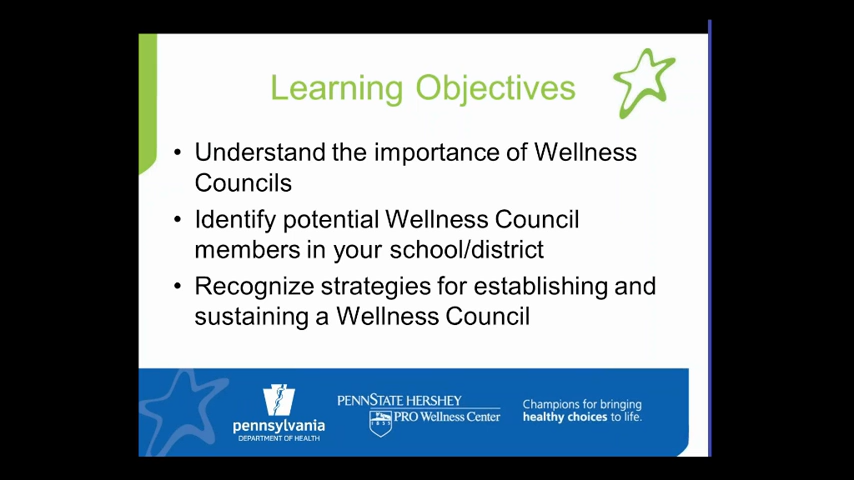 Learning Objectives
• Understand the importance of Wellness
Councils
• Identify potential Wellness Council
members in your school/district
• Recognize strategies for establishing and
sustaining a Wellness Council
pennsylvania
DEPARTMENT OF HEALTH
PENNSTATE HERSHEY
PRO Wellness Center
1855
Champions for bringing
healthy choices to life.